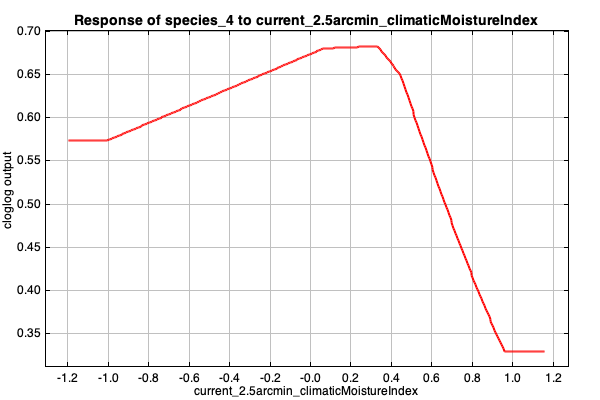 Response of species_4 to current_2.5arcmin_climaticMoistureIndex
0.70
0.65
0.60
0.55
0.50
0.45
0.40
0.35
cloglog output
-1.2 -1.0 -0.8 -0.6 -0.4 -0.2 -0.0 0.2 0.4 0.6 0.8 1.0 1.2
current_2.5arcmin_climaticMoistureIndex